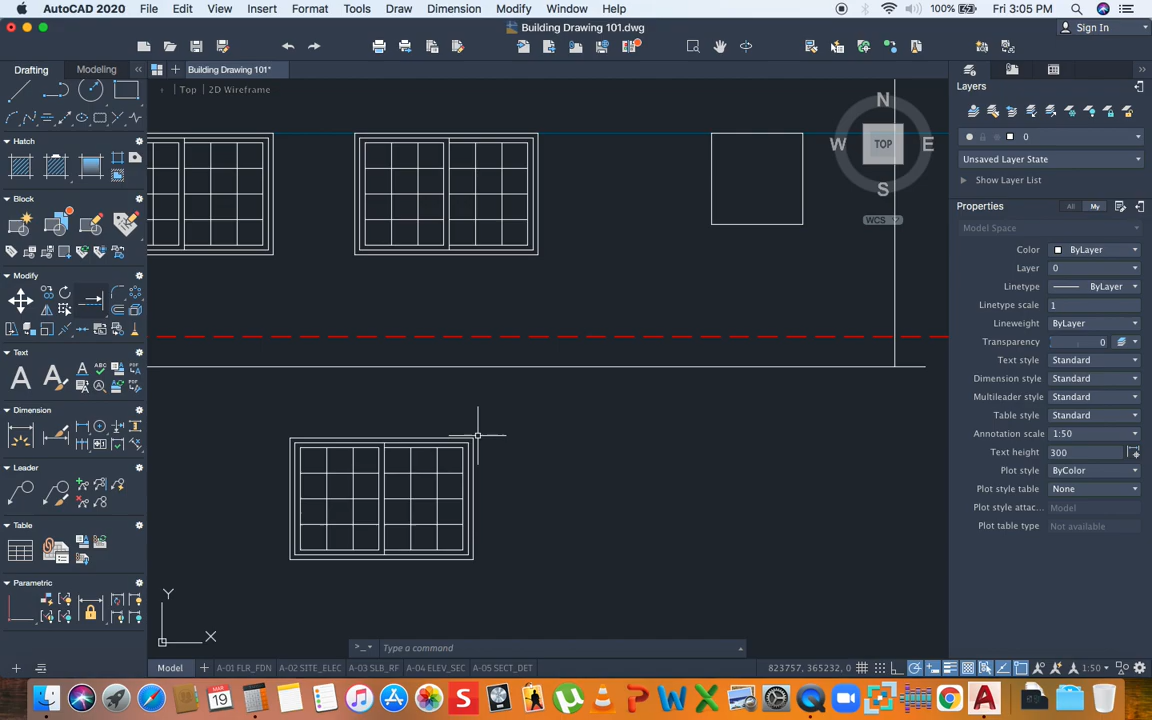 AutoCAD 2020 File Edit View Insert Format Tools Draw Dimension Modify Window Help 100% Fri 3:05 PM
Building Drawing 101.dwg
Sign In
Drafting Modeling Building Drawing 101*
Top 2D Wireframe
Layers
N
W TOP E
S
WCS
0
Unsaved Layer State
Show Layer List
Properties All My
Model Space
Color ByLayer
Layer 0
Linetype ByLayer
Linetype scale 1
Lineweight ByLayer
Transparency 0
Text style Standard
Dimension style Standard
Multileader style Standard
Table style Standard
Annotation scale 1:50
Text height 300
Plot style ByColor
Plot style table None
Plot style attac... Model
Plot table type Not available
Hatch
Block
Modify
Text
Dimension
Leader
Table
Parametric
Y
X
>_ Type a command
Model A-01 FLR_FDN A-02 SITE_ELEC A-03 SLB_RF A-04 ELEV_SEC A-05 SECT_DET 823757, 365232, 0 1:50
MAR
19